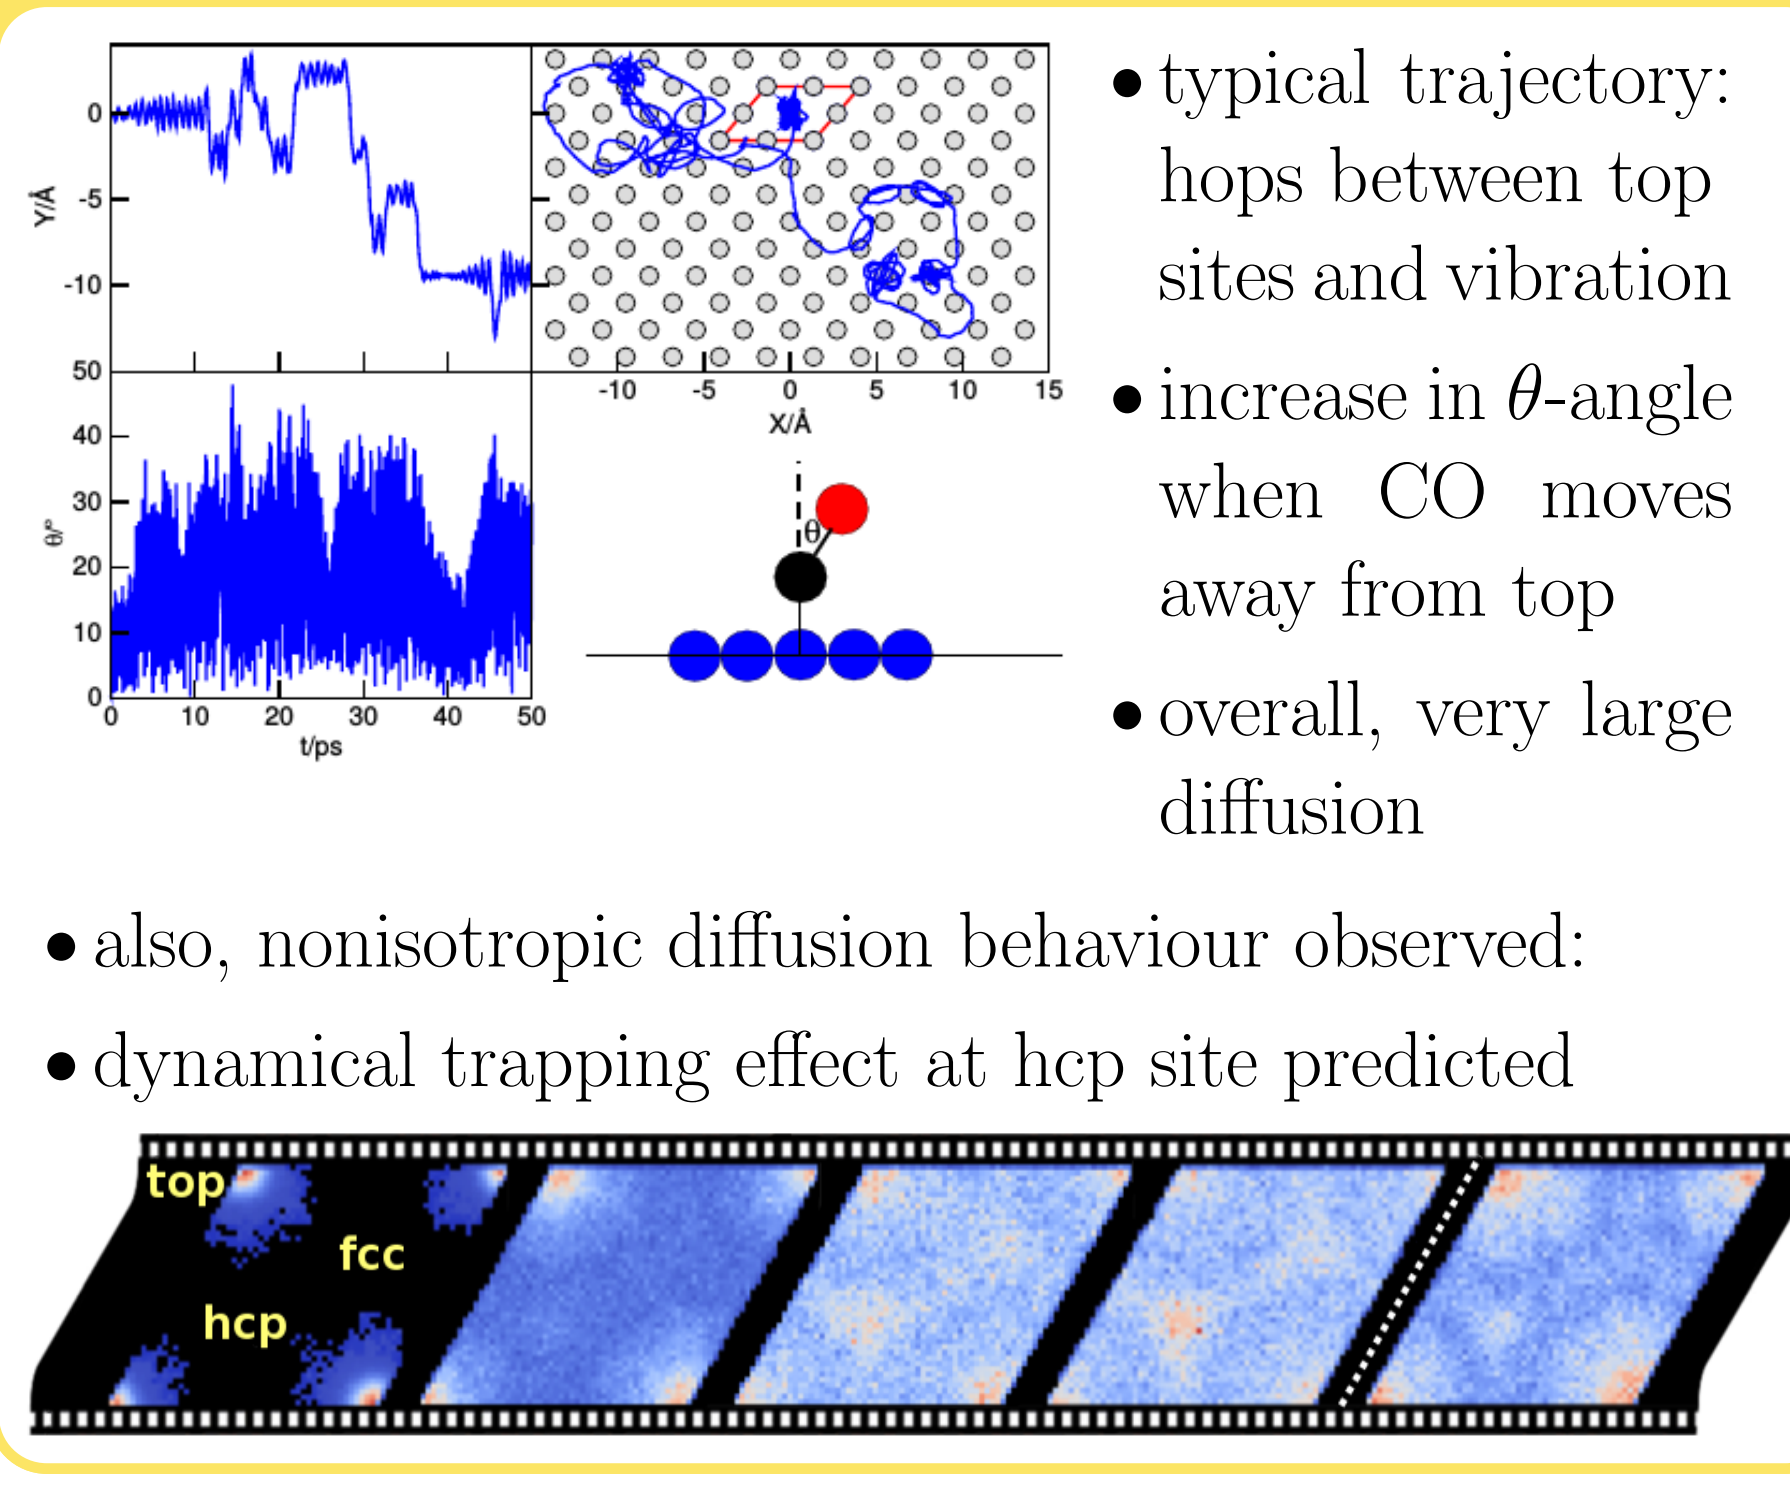 0
-5
-10
Y/Å
50
40
30
20
10
0
θ/°
0 10 20 30 40 50
t/ps
-10 -5 0 5 10 15
X/Å
θ
• typical trajectory:
hops between top
sites and vibration
• increase in θ-angle
when CO moves
away from top
• overall, very large
diffusion
• also, nonisotropic diffusion behaviour observed:
• dynamical trapping effect at hcp site predicted
top
fcc
hcp